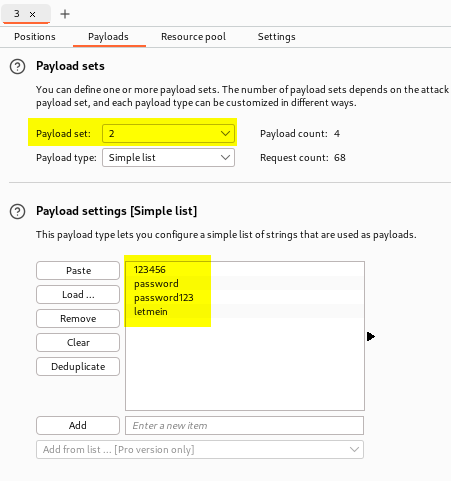 3 × +
Positions Payloads Resource pool Settings
? Payload sets
You can define one or more payload sets. The number of payload sets depends on the attack
payload set, and each payload type can be customized in different ways.
Payload set: 2 Payload count: 4
Payload type: Simple list Request count: 68
? Payload settings [Simple list]
This payload type lets you configure a simple list of strings that are used as payloads.
Paste
Load ...
Remove
Clear
Deduplicate
123456
password
password123
letmein
Add Enter a new item
Add from list ... [Pro version only]